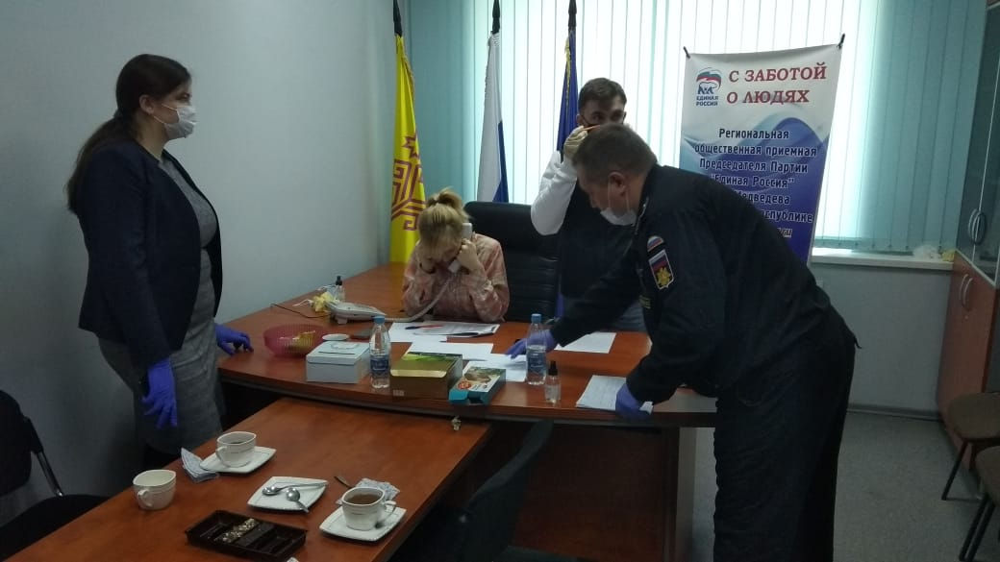 С ЗАБОТОЙ
О ЛЮДЯХ
ЕДИНАЯ
РОССИЯ
Региональная
общественная приемная
Председателя Партии
"Единая Россия"
Медведева